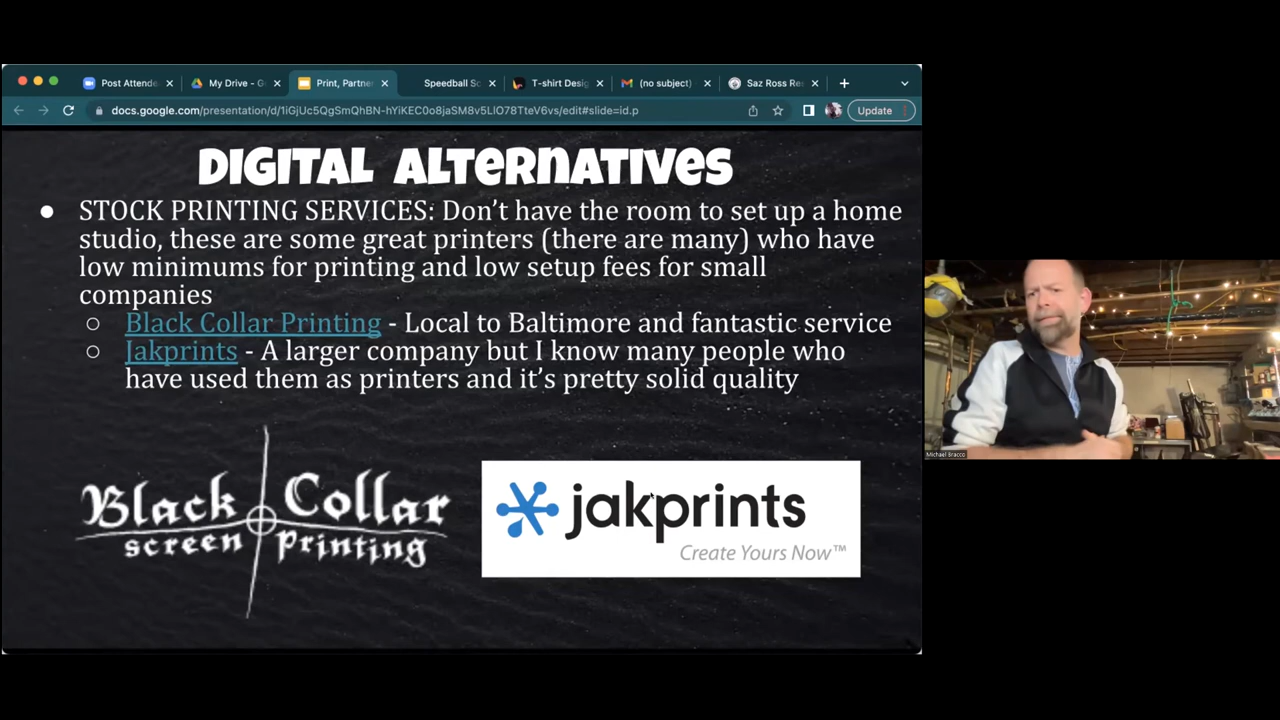 Post Attende
My Drive - G
Print, Partne
Speedball Sc
T-shirt Desig
(no subject)
Saz Ross Re
docs.google.com/presentation/d/1iGjUc5QgSmQhBN-hYiKEC0o8jaSM8v5LlO78TteV6vs/edit#slide=id.p
Update
DIGITAL ALTERNATIVES
● STOCK PRINTING SERVICES: Don’t have the room to set up a home
studio, these are some great printers (there are many) who have
low minimums for printing and low setup fees for small
companies
○ Black Collar Printing - Local to Baltimore and fantastic service
○ Jakprints - A larger company but I know many people who
have used them as printers and it’s pretty solid quality
Black Collar
screen Printing
jakprints
Create Yours Now™
Michael Bracco